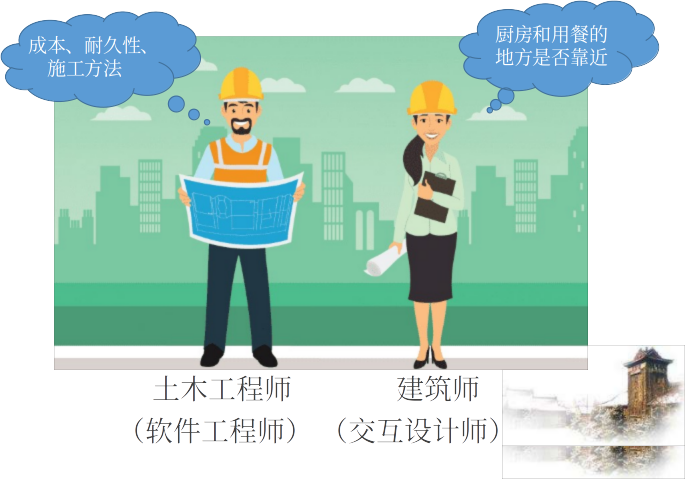 成本、耐久性、
施工方法
厨房和用餐的
地方是否靠近
土木工程师
（软件工程师）
建筑师
（交互设计师）